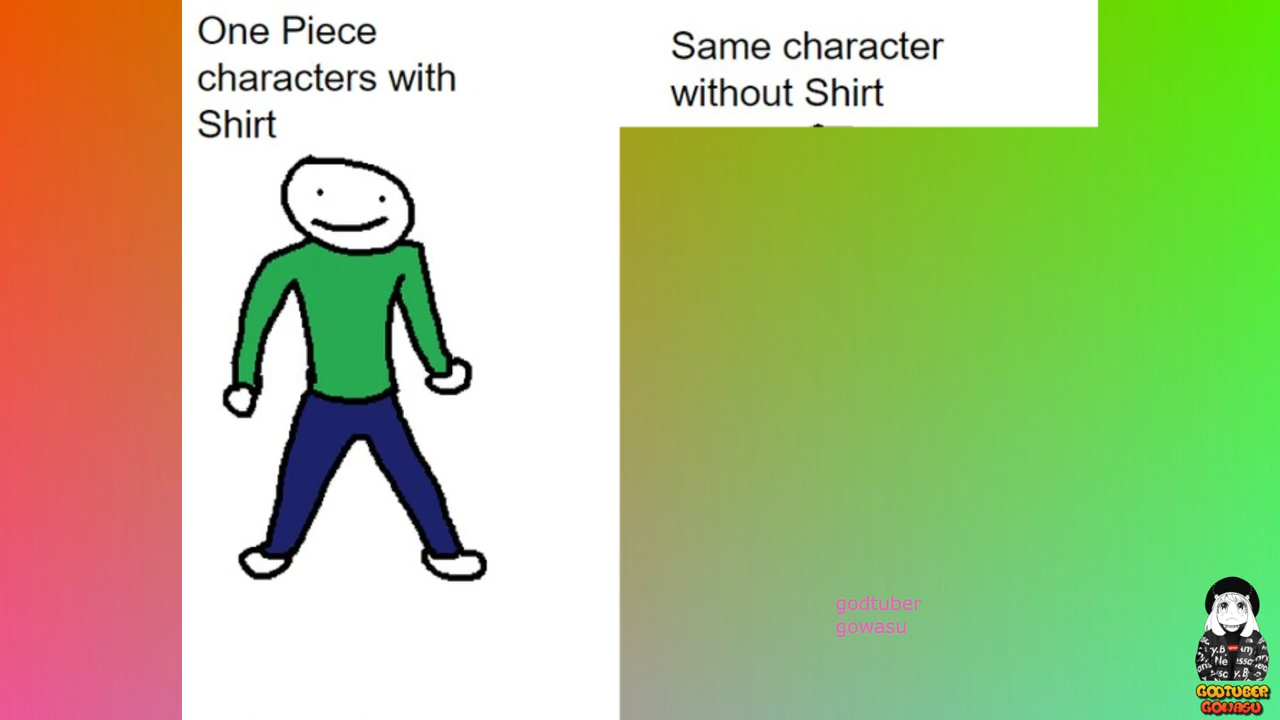 One Piece
characters with
Shirt
Same character
without Shirt
godtuber
gowasu
GODTUBER
GOWASU